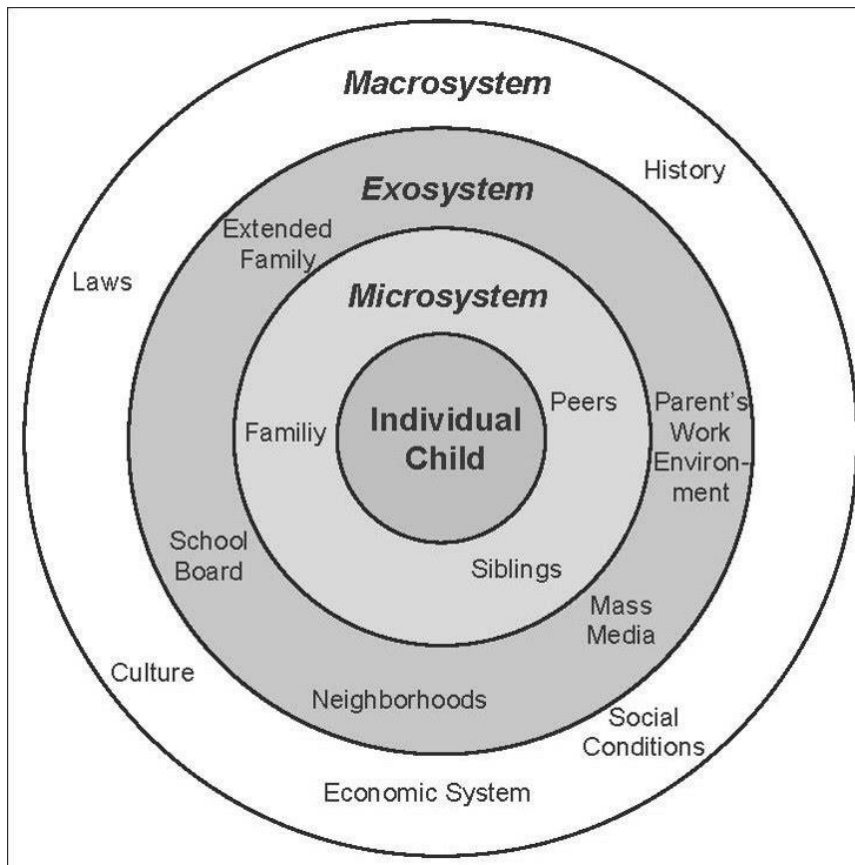 Macrosystem
History
Exosystem
Extended
Family
Laws
Microsystem
Peers
Parent's
Work
Environ-
ment
Familiy
Individual
Child
School
Board
Siblings
Mass
Media
Culture
Neighborhoods
Social
Conditions
Economic System